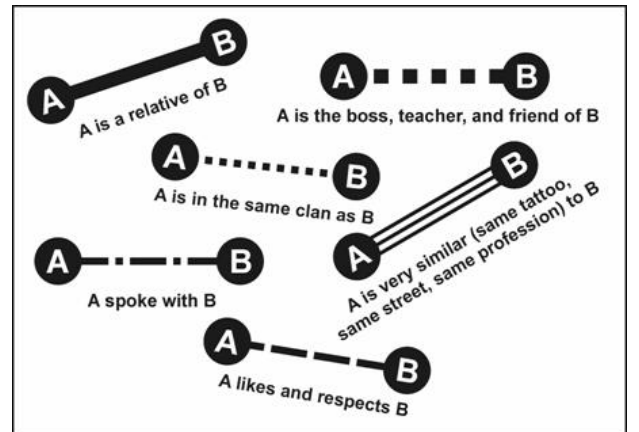 A B
A is a relative of B
A B
A is the boss, teacher, and friend of B
A B
A is in the same clan as B
A B
A is very similar (same tattoo,
same street, same profession) to B
A B
A spoke with B
A B
A likes and respects B